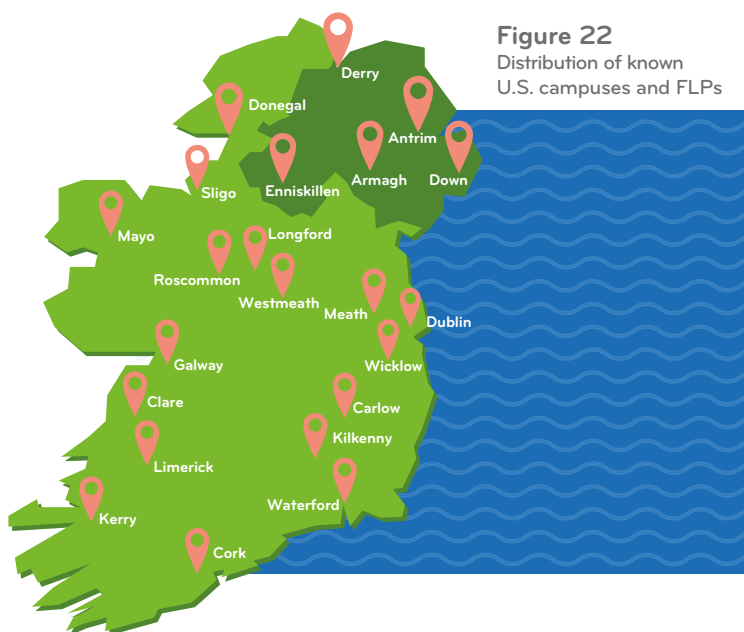 Figure 22
Distribution of known
U.S. campuses and FLPs
Derry
Donegal
Antrim
Enniskillen
Armagh
Down
Sligo
Mayo
Longford
Roscommon
Westmeath
Meath
Dublin
Galway
Wicklow
Clare
Carlow
Kilkenny
Limerick
Waterford
Kerry
Cork